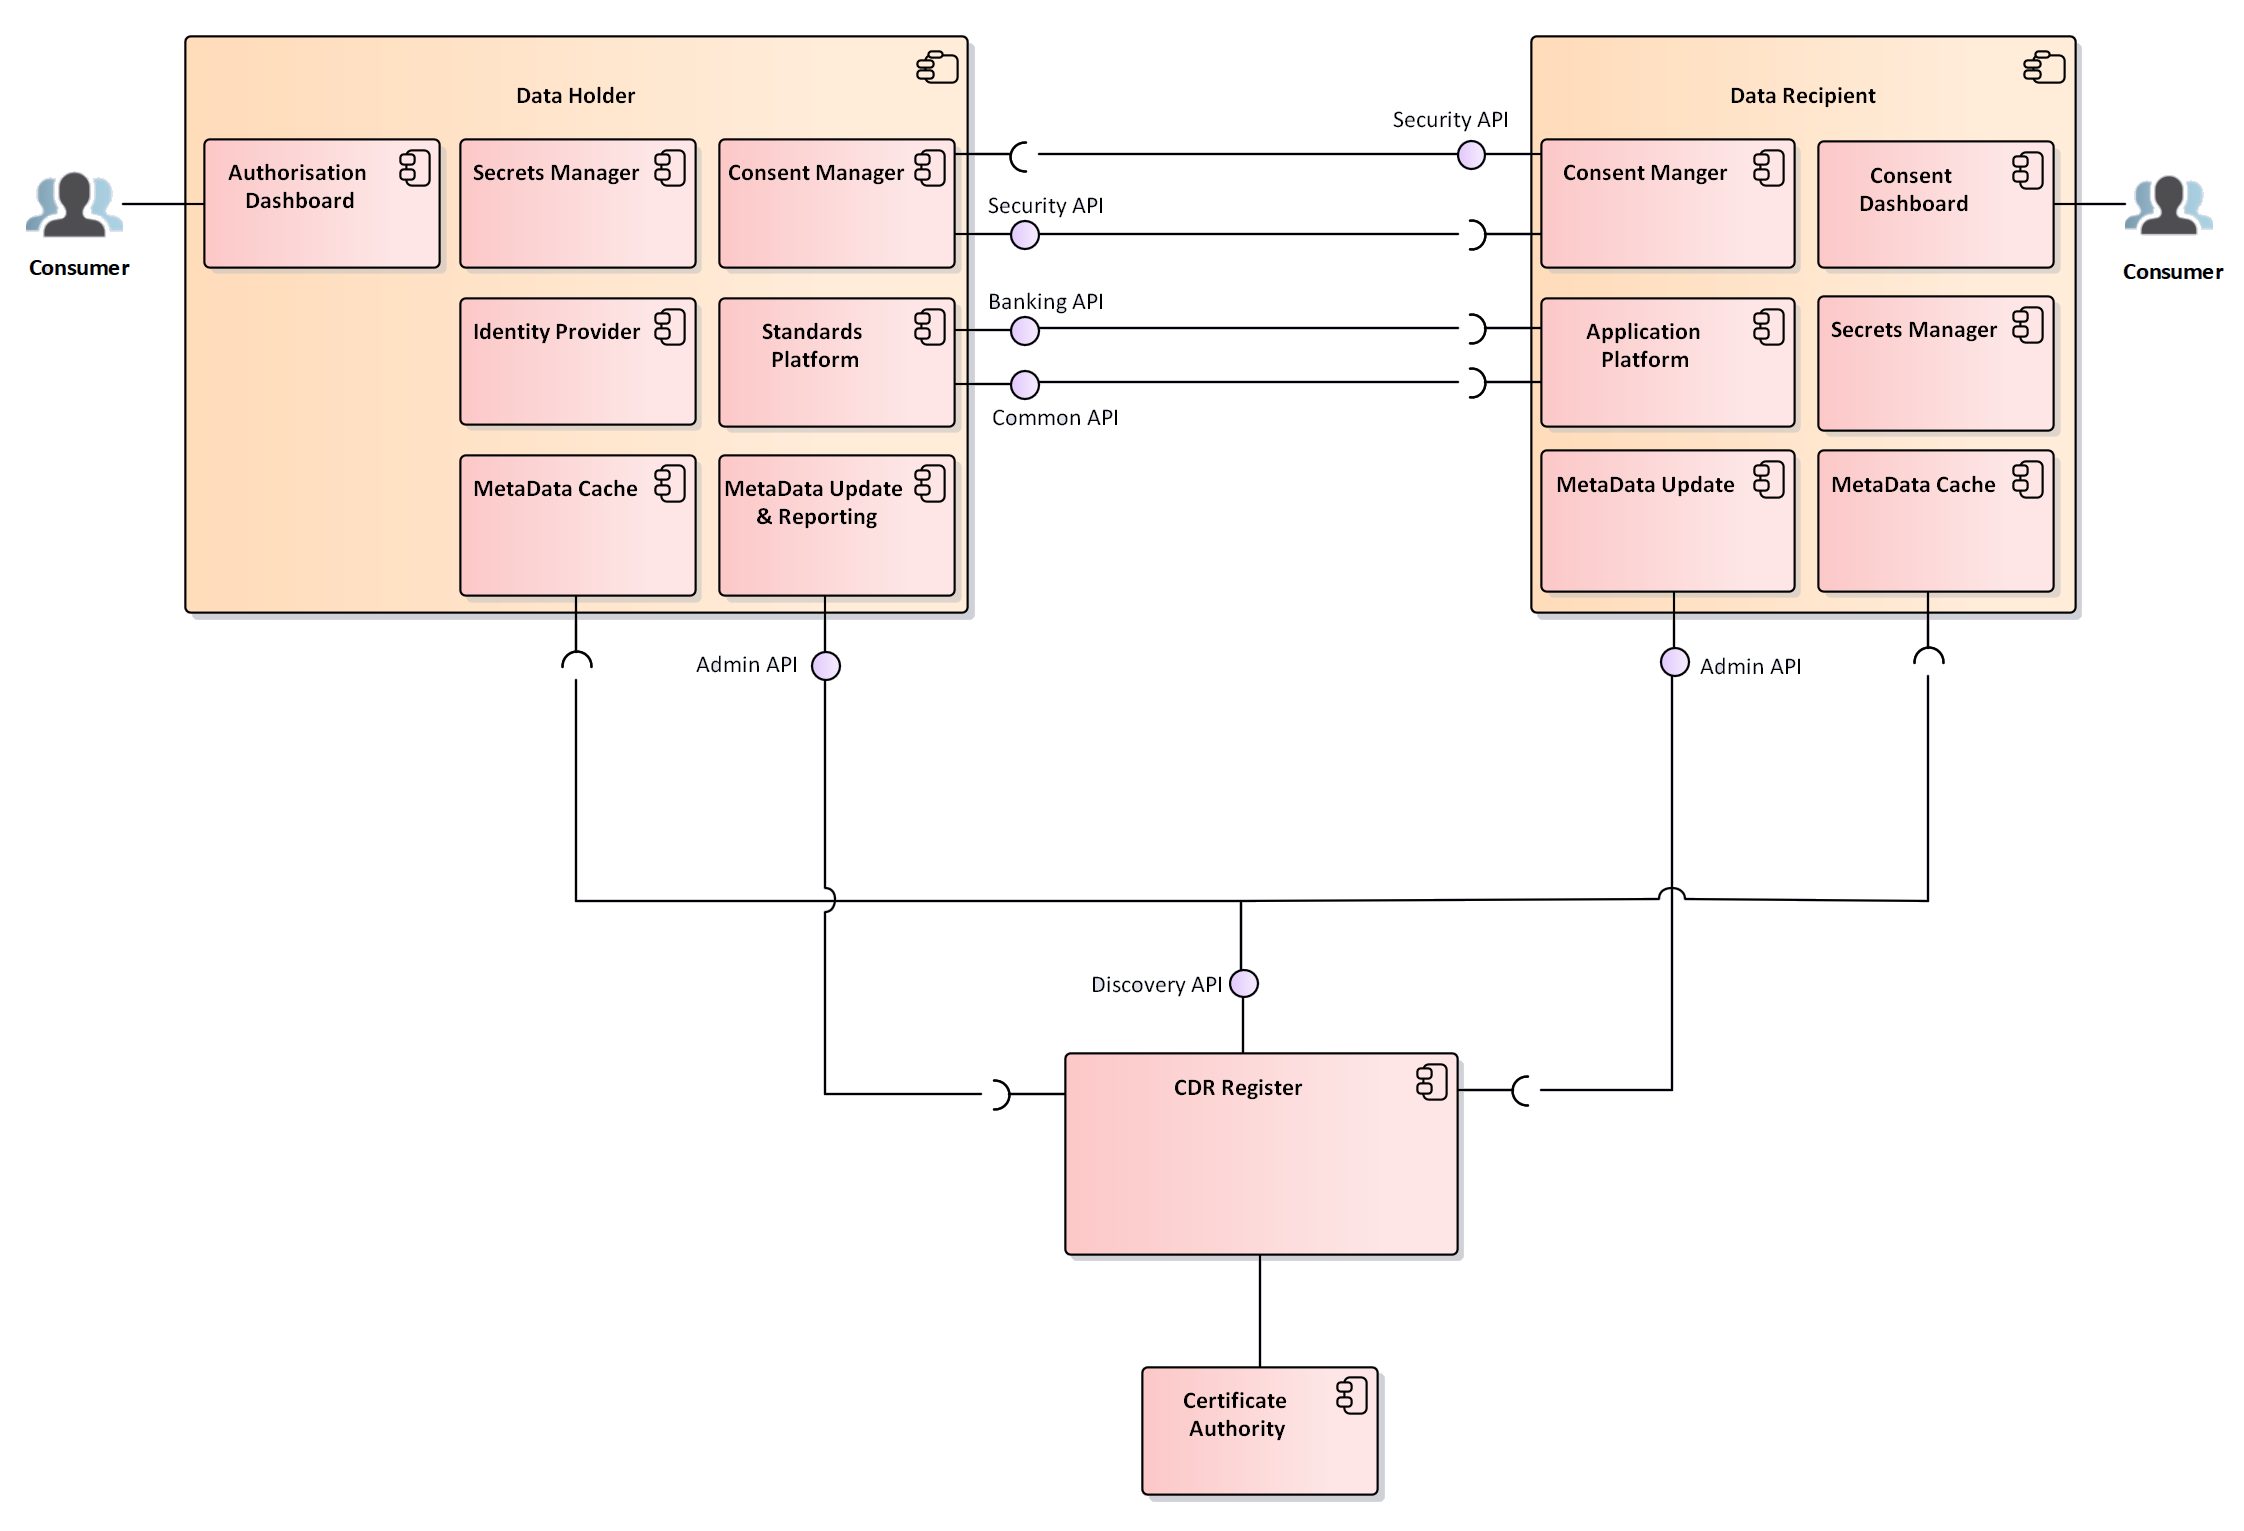 Data Holder
Data Recipient
Security API
Authorisation
Dashboard
Secrets Manager
Consent Manager
Consent Manger
Consent
Dashboard
Consumer
Security API
Consumer
Banking API
Identity Provider
Standards
Platform
Application
Platform
Secrets Manager
Common API
MetaData Cache
MetaData Update
& Reporting
MetaData Update
MetaData Cache
Admin API
Admin API
Discovery API
CDR Register
Certificate
Authority